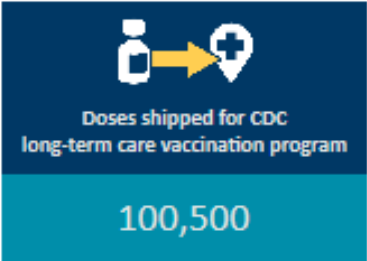 Doses shipped for CDC
long-term care vaccination program
100,500